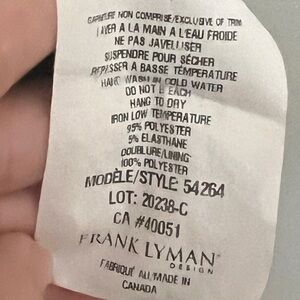 GARNITURE NON COMPRISE/EXCLUSIVE OF TRIM
LAVER A LA MAIN A L'EAU FROIDE
NE PAS JAVELLISER
SUSPENDRE POUR SÉCHER
REPASSER A BASSE TEMPÉRATURE
HAND WASH IN COLD WATER
DO NOT BLEACH
HANG TO DRY
IRON LOW TEMPERATURE
95% POLYESTER
5% ELASTHANE
DOUBLURE/LINING
100% POLYESTER
MODÈLE/STYLE: 54264
LOT: 20238-C
CA #40051
FRANK LYMAN
DESIGN
FABRIQUÉ AU/MADE IN
CANADA